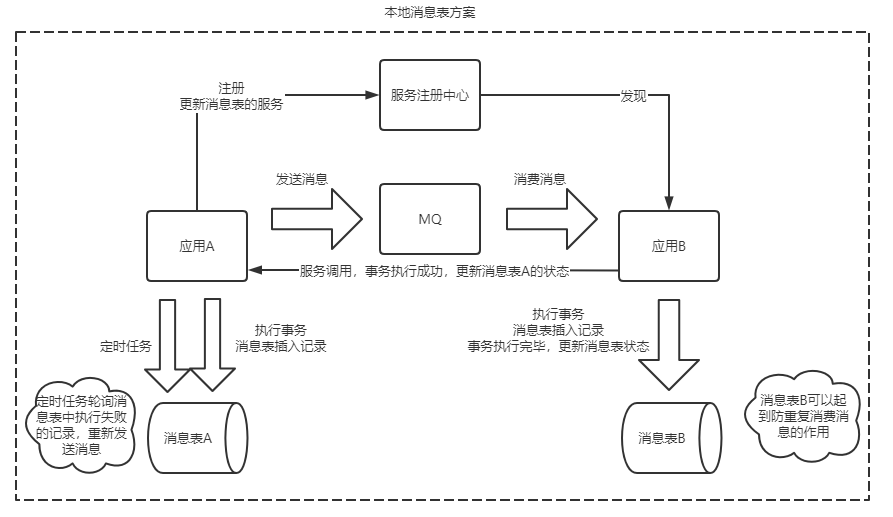 本地消息表方案
注册
更新消息表的服务
服务注册中心
发现
发送消息
消费消息
MQ
应用A
应用B
服务调用，事务执行成功，更新消息表A的状态
定时任务
执行事务
消息表插入记录
执行事务
消息表插入记录
事务执行完毕，更新消息表状态
定时任务轮询消
息表中执行失败
的记录，重新发
送消息
消息表A
消息表B
消息表B可以起
到防重复消费消
息的作用